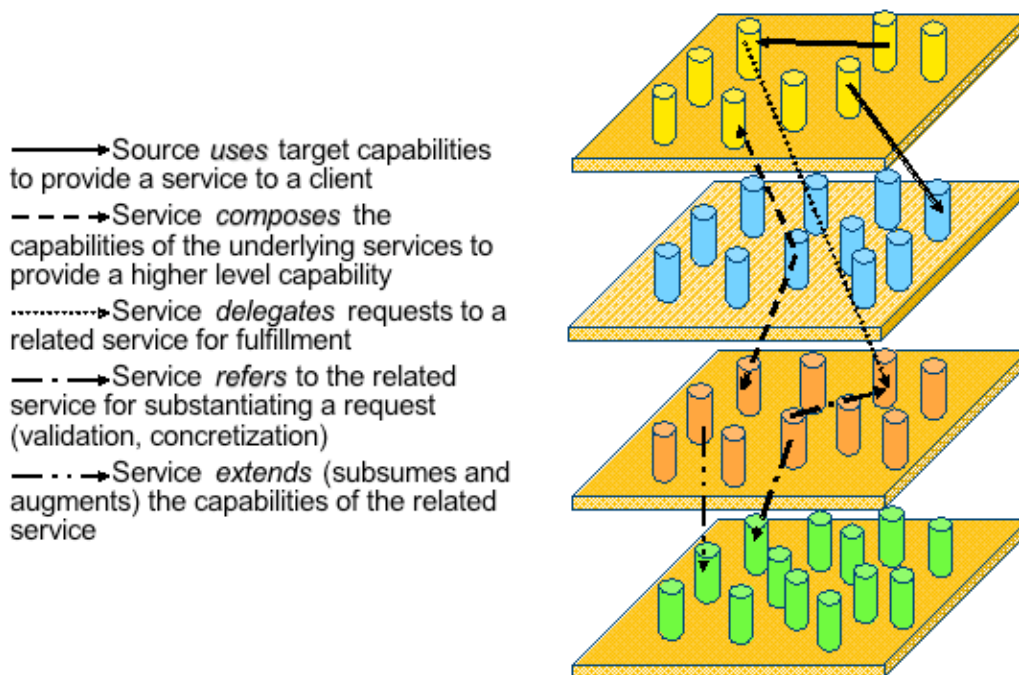 Source uses target capabilities
to provide a service to a client
Service composes the
capabilities of the underlying services to
provide a higher level capability
Service delegates requests to a
related service for fulfillment
Service refers to the related
service for substantiating a request
(validation, concretization)
Service extends (subsumes and
augments) the capabilities of the related
service